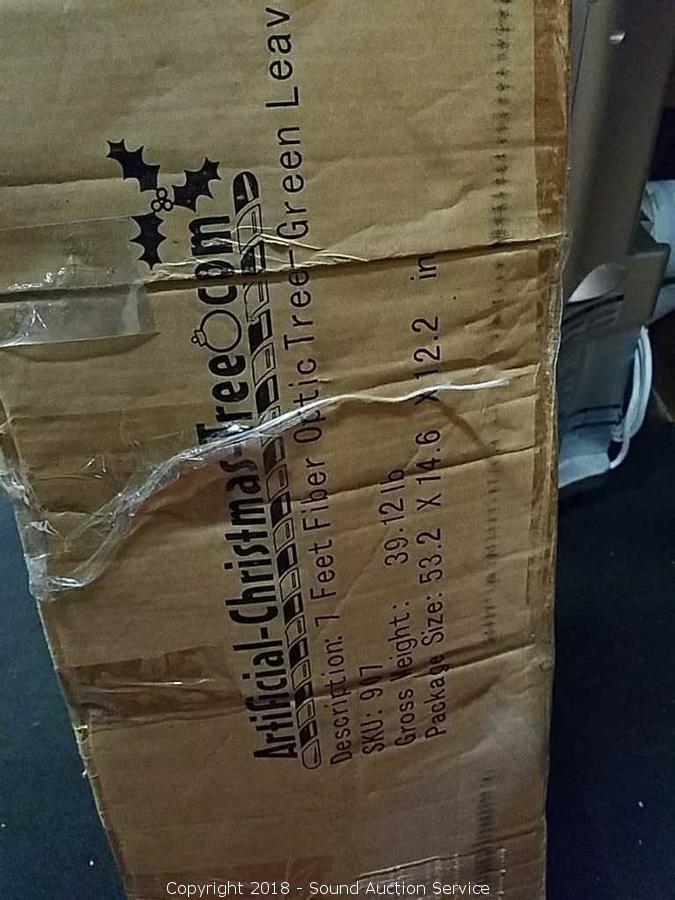 Artificial-Christmas-Tree.com
Description: 7 Feet Fiber Optic Tree-Green Leav
SKU: 907
Gross Weight: 39.12 lb
Package Size: 53.2 X 14.6 X 12.2 in
Copyright 2018 - Sound Auction Service